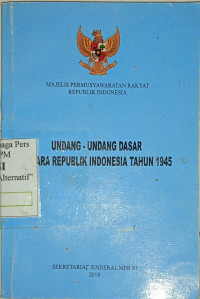 MAJELIS PERMUSYAWARATAN RAKYAT
REPUBLIK INDONESIA
UNDANG - UNDANG DASAR
ARA REPUBLIK INDONESIA TAHUN 1945
aga Pers
PM
Alternatif"
SEKRETARIAT JENDERAL MPR RI
2018